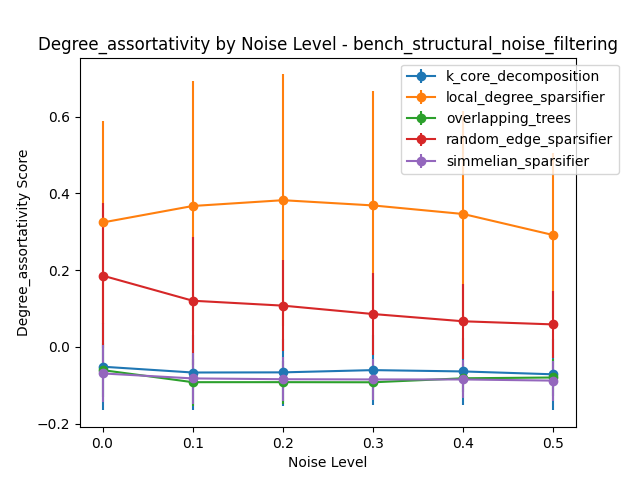 Degree_assortativity by Noise Level - bench_structural_noise_filtering
k_core_decomposition
local_degree_sparsifier
overlapping_trees
random_edge_sparsifier
simmelian_sparsifier
Degree_assortativity Score
0.6
0.4
0.2
0.0
−0.2
0.0 0.1 0.2 0.3 0.4 0.5
Noise Level